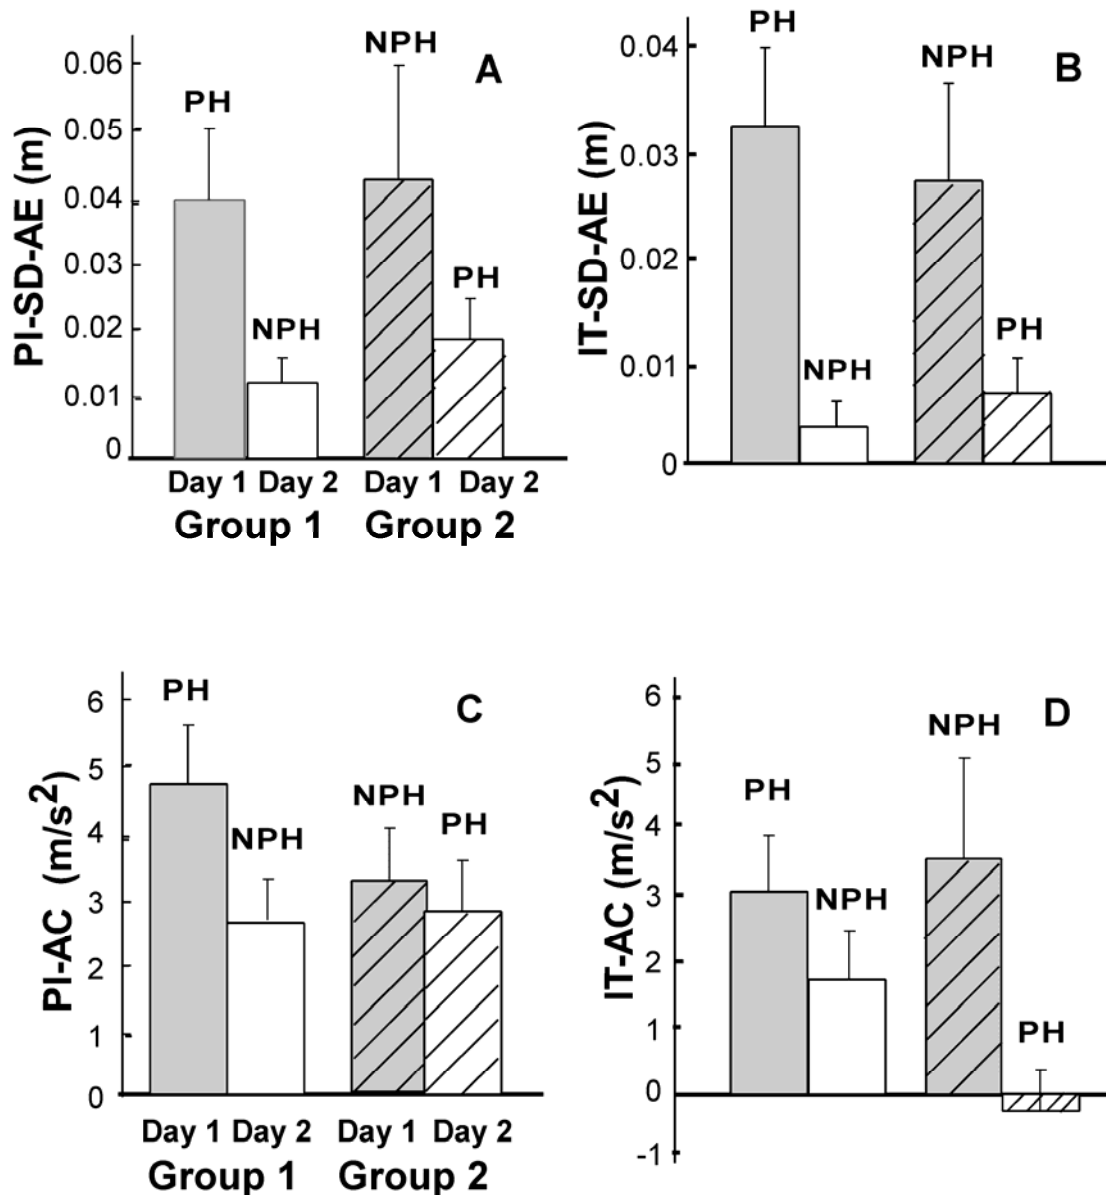 A
PI-SD-AE (m)
0.06
0.05
0.04
0.03
0.02
0.01
0
PH
NPH
NPH
PH
Day 1 Day 2 Day 1 Day 2
Group 1 Group 2
B
IT-SD-AE (m)
0.04
0.03
0.02
0.01
0
PH
NPH
NPH
PH
C
PI-AC (m/s²)
6
5
4
3
2
1
0
PH
NPH
NPH
PH
Day 1 Day 2 Day 1 Day 2
Group 1 Group 2
D
IT-AC (m/s²)
6
5
4
3
2
1
0
-1
PH
NPH
NPH
PH